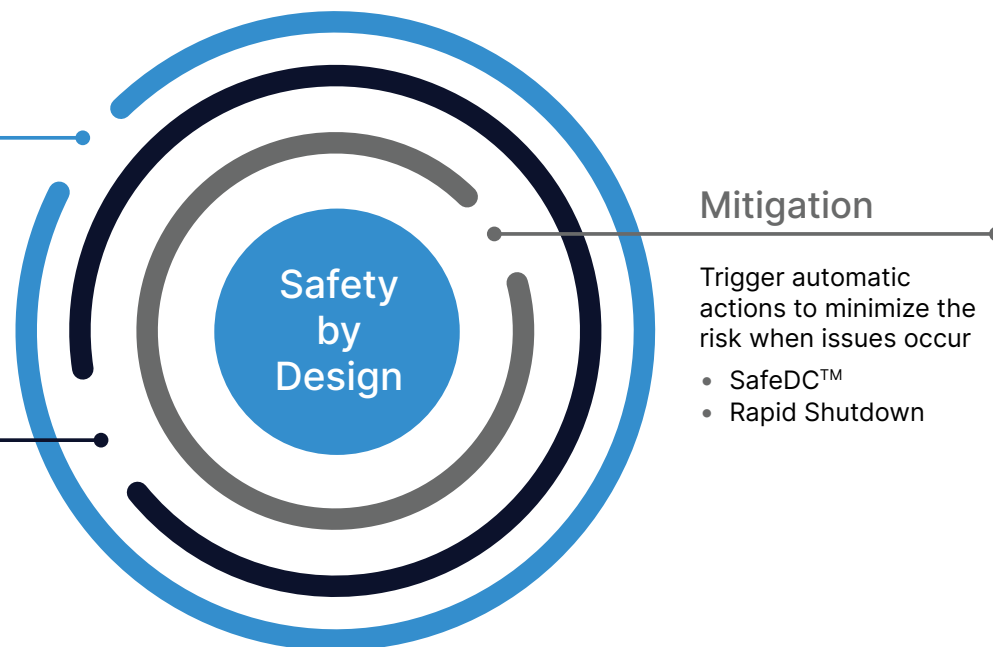 Safety
by
Design
Mitigation
Trigger automatic
actions to minimize the
risk when issues occur
• SafeDC™
• Rapid Shutdown